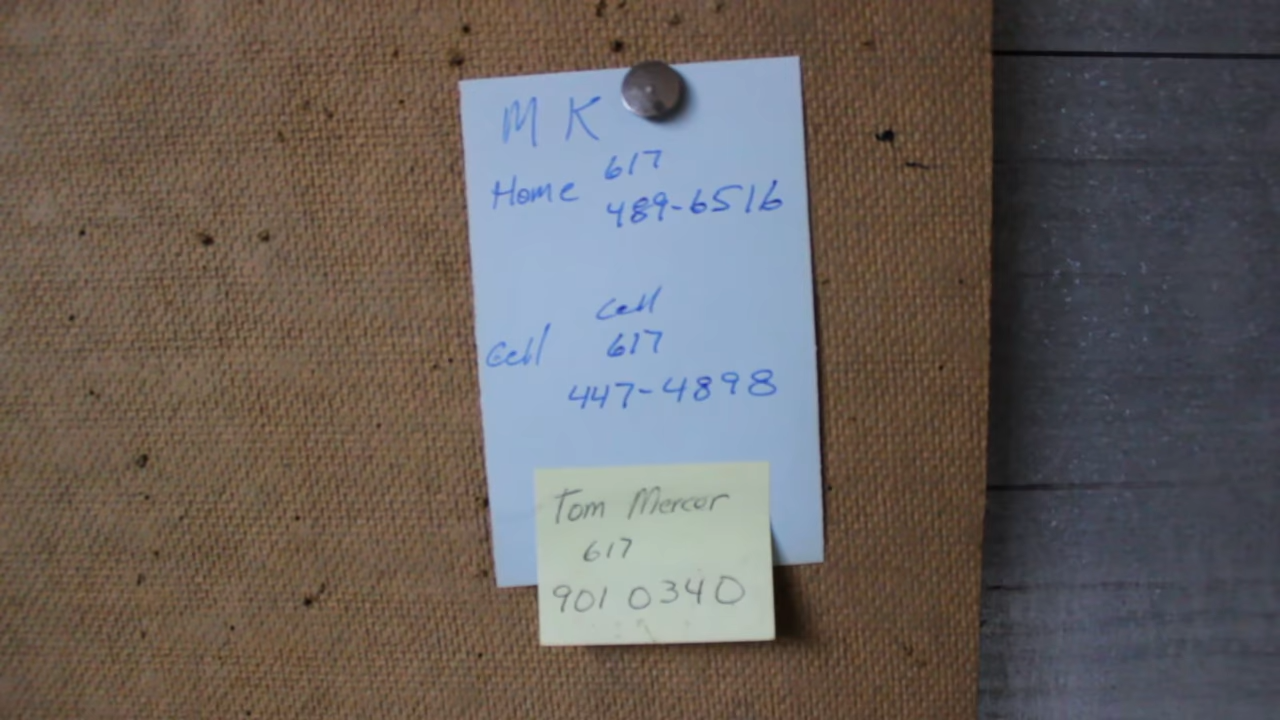 M K
Home 617
489-6516
Cell
Cell 617
447-4898
Tom Mercer
617
901 0340